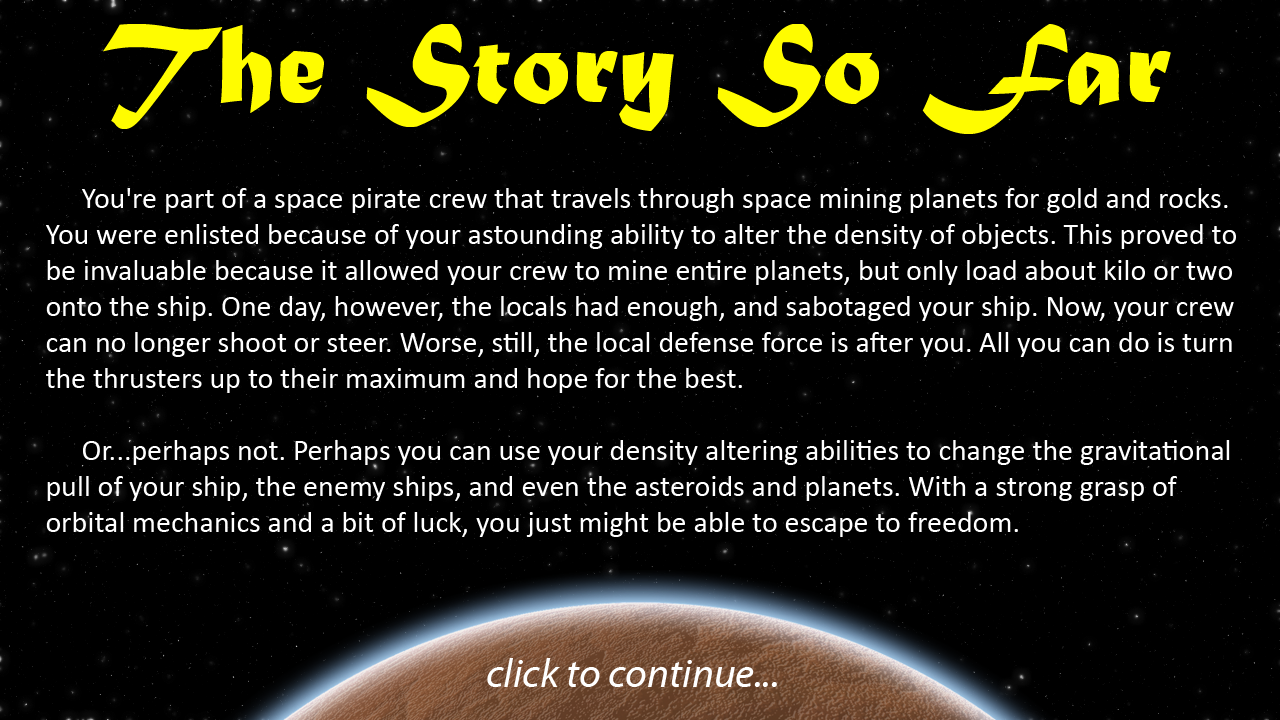 The Story So Far
You're part of a space pirate crew that travels through space mining planets for gold and rocks.
You were enlisted because of your astounding ability to alter the density of objects. This proved to
be invaluable because it allowed your crew to mine entire planets, but only load about kilo or two
onto the ship. One day, however, the locals had enough, and sabotaged your ship. Now, your crew
can no longer shoot or steer. Worse, still, the local defense force is after you. All you can do is turn
the thrusters up to their maximum and hope for the best.
Or...perhaps not. Perhaps you can use your density altering abilities to change the gravitational
pull of your ship, the enemy ships, and even the asteroids and planets. With a strong grasp of
orbital mechanics and a bit of luck, you just might be able to escape to freedom.
click to continue...